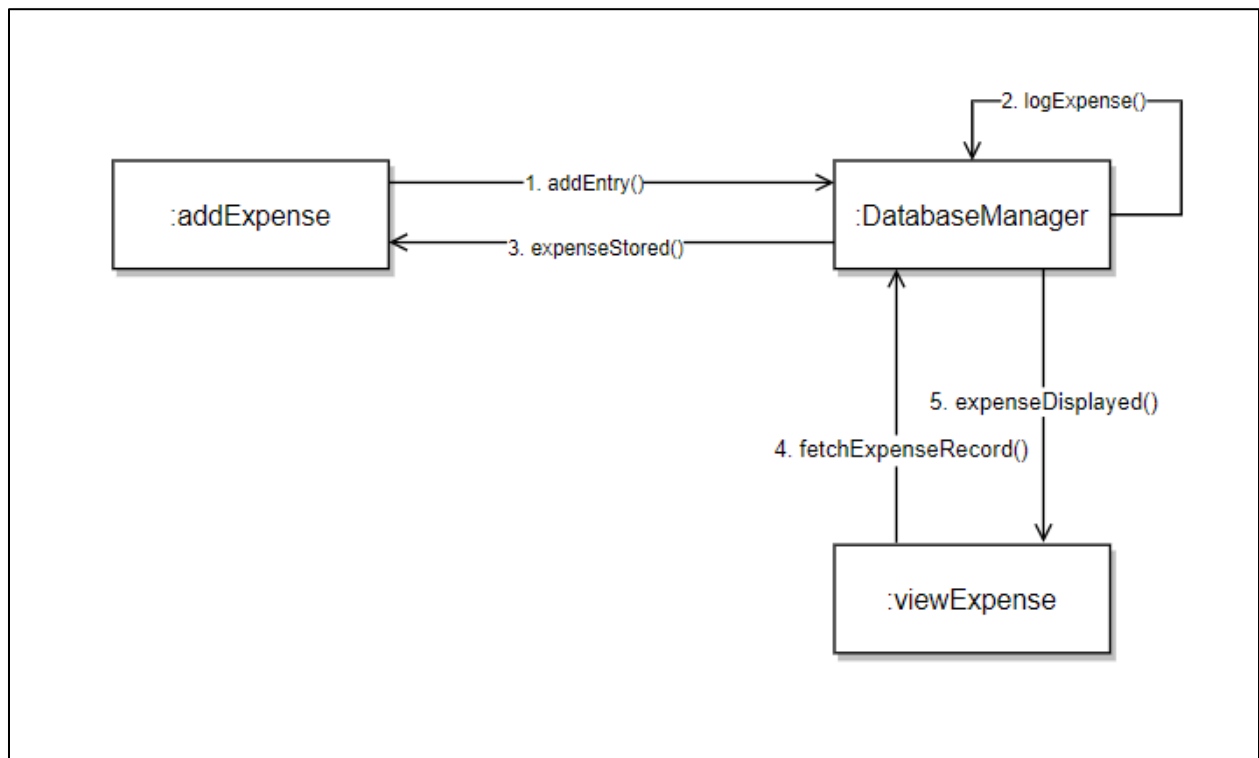 2. logExpense()
1. addEntry()
:addExpense
:DatabaseManager
3. expenseStored()
5. expenseDisplayed()
4. fetchExpenseRecord()
:viewExpense